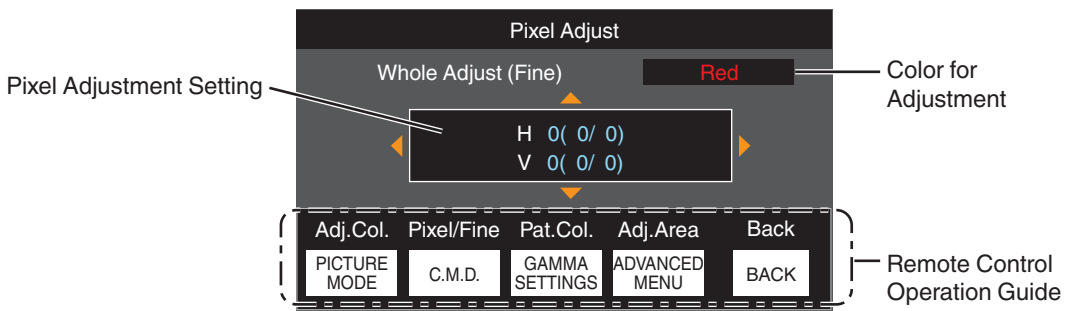 Pixel Adjust
Whole Adjust (Fine) Red
Pixel Adjustment Setting
Color for
Adjustment
H 0( 0/ 0)
V 0( 0/ 0)
Adj.Col. Pixel/Fine Pat.Col. Adj.Area Back
PICTURE
MODE
C.M.D.
GAMMA
SETTINGS
ADVANCED
MENU
BACK
Remote Control
Operation Guide